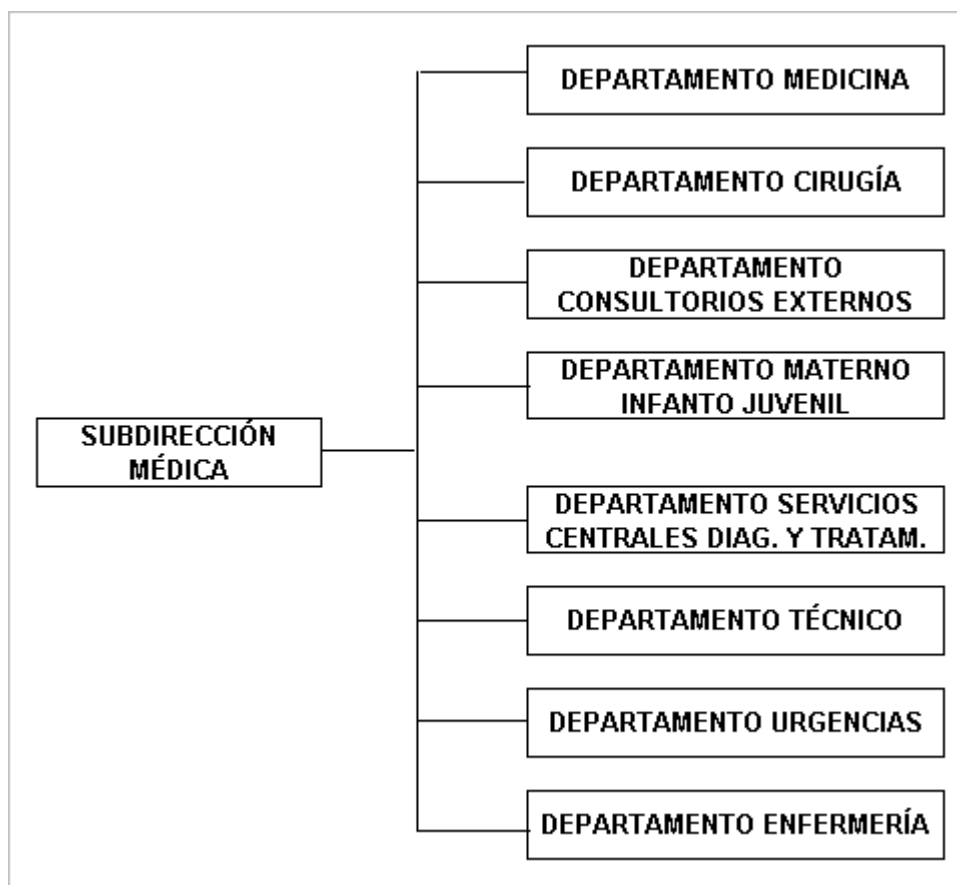 DEPARTAMENTO MEDICINA
DEPARTAMENTO CIRUGÍA
DEPARTAMENTO
CONSULTORIOS EXTERNOS
DEPARTAMENTO MATERNO
INFANTO JUVENIL
SUBDIRECCIÓN
MÉDICA
DEPARTAMENTO SERVICIOS
CENTRALES DIAG. Y TRATAM.
DEPARTAMENTO TÉCNICO
DEPARTAMENTO URGENCIAS
DEPARTAMENTO ENFERMERÍA